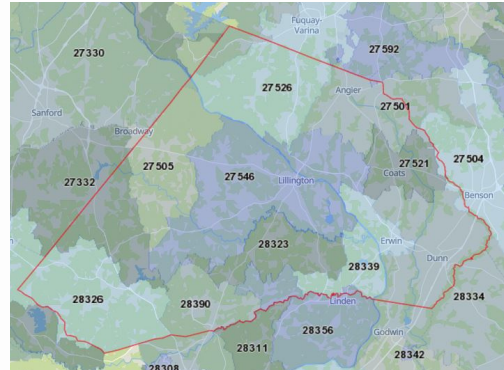 Fuquay-
Varina
27330
27592
27526
Angier
27501
Sanford
Broadway
27505
27521
27504
27332
27546
Lillington
Coats
Benson
28323
Erwin
Dunn
28339
28326
28390
Linden
28334
28356
Godwin
28311
28342
28308